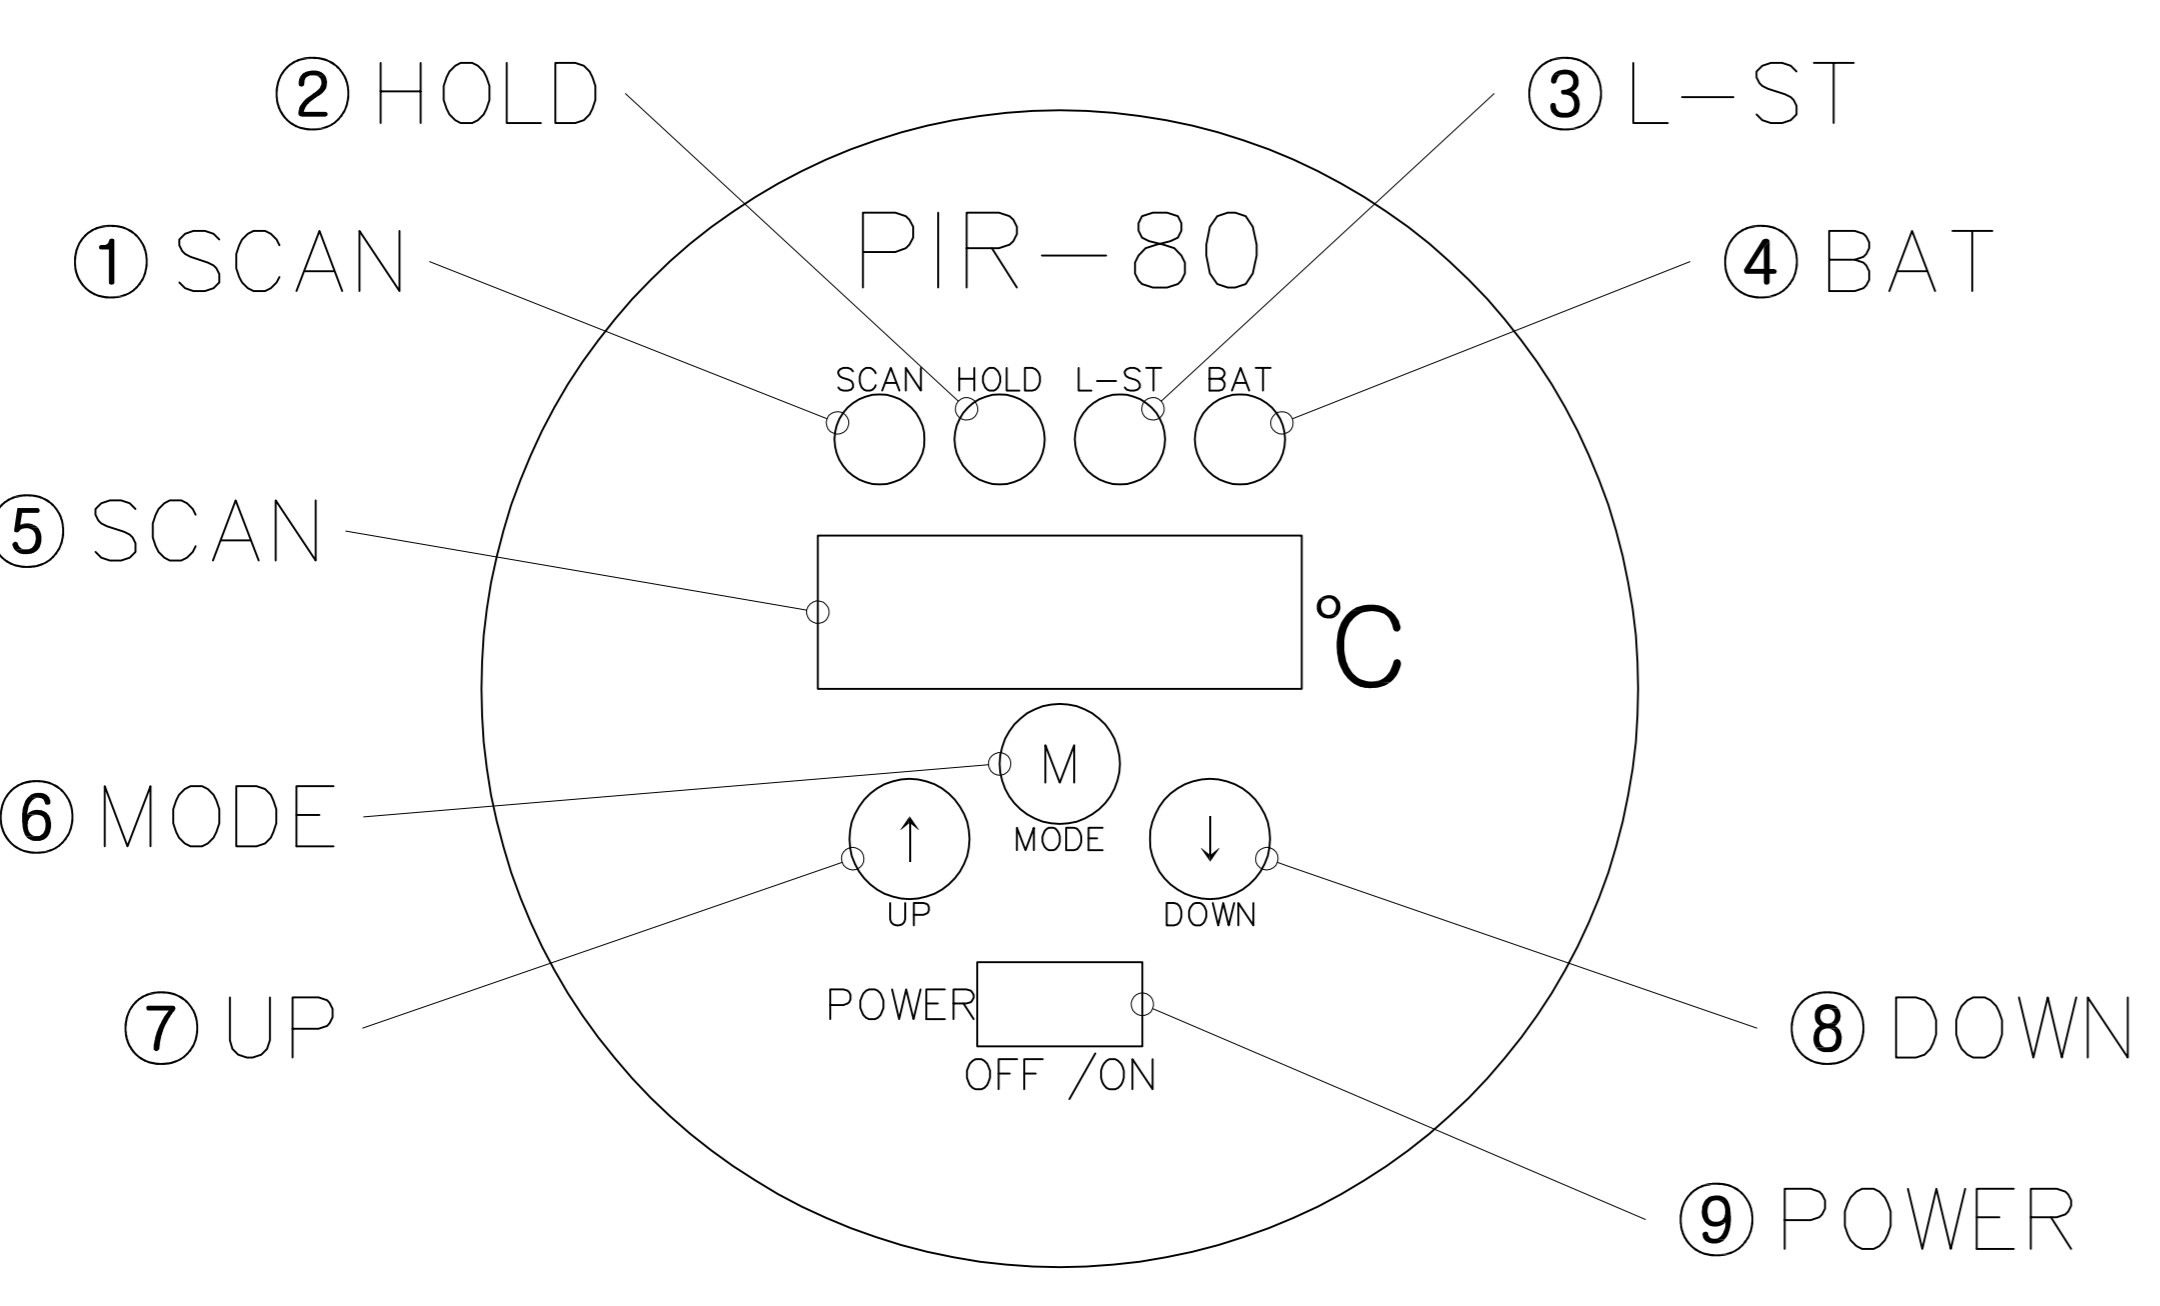 ② HOLD
③ L-ST
① SCAN
PIR-80
④ BAT
SCAN HOLD L-ST BAT
⑤ SCAN
℃
M
⑥ MODE
↑
↓
MODE
UP
DOWN
⑦ UP
POWER
⑧ DOWN
OFF /ON
⑨ POWER